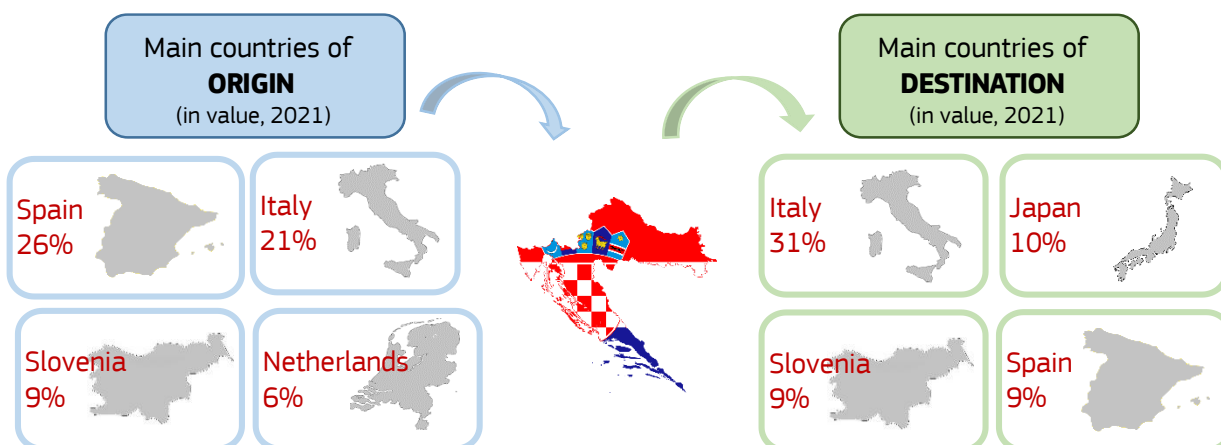 Main countries of
ORIGIN
(in value, 2021)
Main countries of
DESTINATION
(in value, 2021)
Spain
26%
Italy
21%
Italy
31%
Japan
10%
Slovenia
9%
Netherlands
6%
Slovenia
9%
Spain
9%